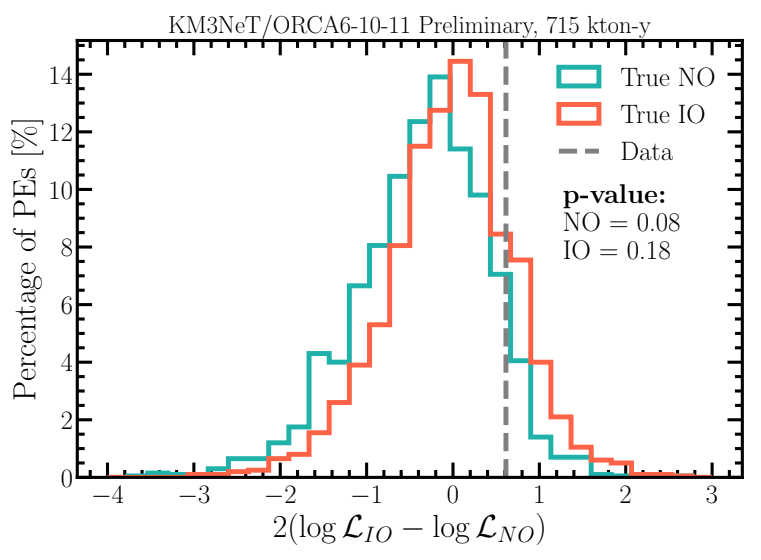 KM3NeT/ORCA6-10-11 Preliminary, 715 kton-y
Percentage of PEs [%]
14
12
10
8
6
4
2
0
True NO
True IO
Data
p-value:
NO = 0.08
IO = 0.18
−4 −3 −2 −1 0 1 2 3
2(log 𝓛_IO − log 𝓛_NO)